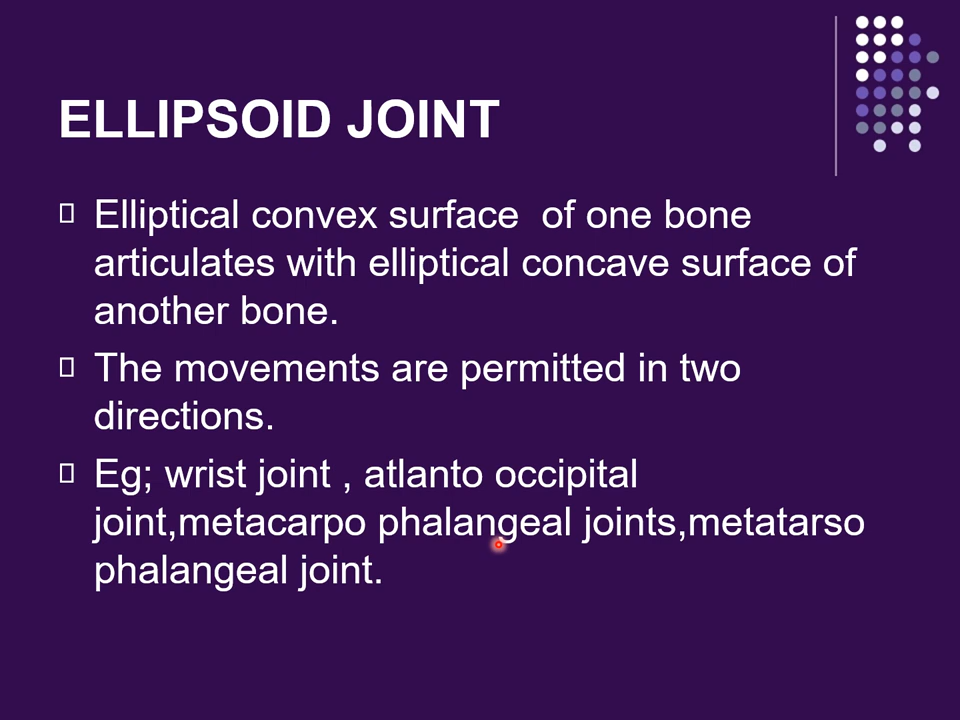 ELLIPSOID JOINT
Elliptical convex surface  of one bone
articulates with elliptical concave surface of
another bone.
The movements are permitted in two
directions.
Eg; wrist joint , atlanto occipital
joint,metacarpo phalangeal joints,metatarso
phalangeal joint.